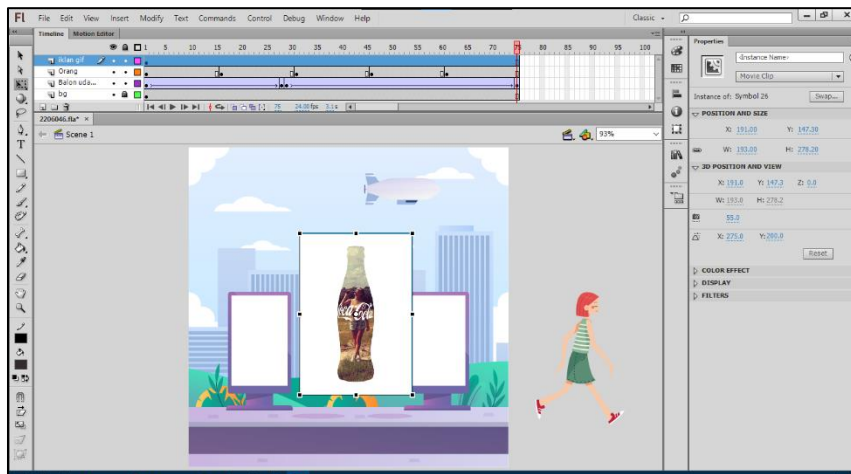 Fl File Edit View Insert Modify Text Commands Control Debug Window Help Classic
Timeline Motion Editor
1 5 10 15 20 25 30 35 40 45 50 55 60 65 70 75 80 85 90 95 100
iklan gif
Orang
Balon uda...
bg
75 24.00 fps 3.1 s
2206046.fla* ×
Scene 1 93%
Coca-Cola
Properties
<Instance Name>
Movie Clip
Instance of: Symbol 26 Swap...
POSITION AND SIZE
X: 191.00 Y: 147.30
W: 193.00 H: 278.20
3D POSITION AND VIEW
X: 191.0 Y: 147.3 Z: 0.0
W: 193.0 H: 278.2
55.0
X: 275.0 Y: 200.0
Reset
COLOR EFFECT
DISPLAY
FILTERS